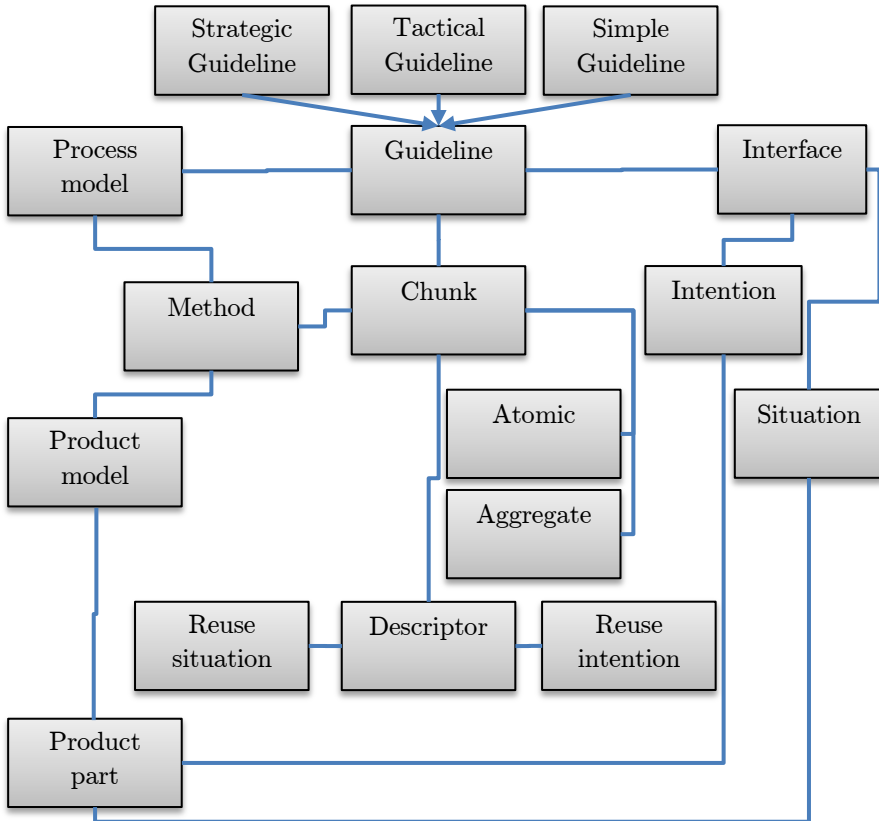 Strategic
Guideline
Tactical
Guideline
Simple
Guideline
Process
model
Guideline
Interface
Method
Chunk
Intention
Product
model
Atomic
Situation
Aggregate
Reuse
situation
Descriptor
Reuse
intention
Product
part